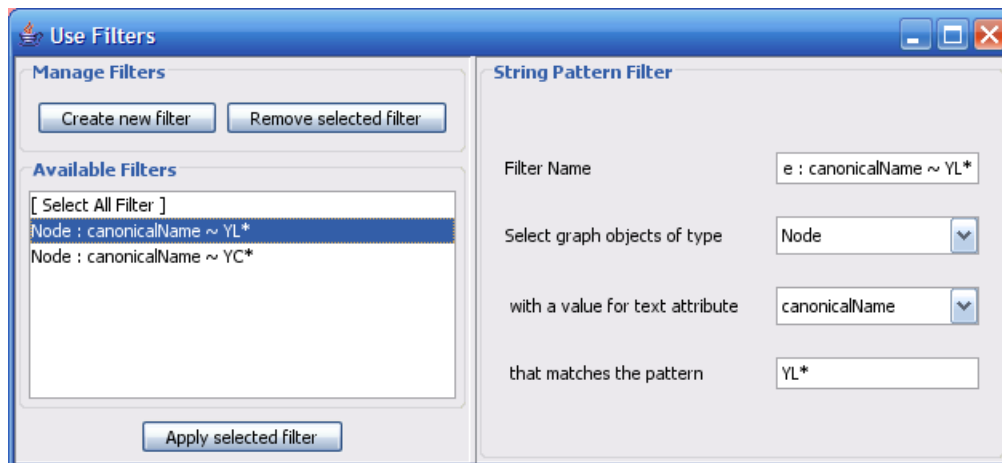 Use Filters
Manage Filters
Create new filter Remove selected filter
Available Filters
[ Select All Filter ]
Node : canonicalName ~ YL*
Node : canonicalName ~ YC*
Apply selected filter
String Pattern Filter
Filter Name e : canonicalName ~ YL*
Select graph objects of type Node
with a value for text attribute canonicalName
that matches the pattern YL*